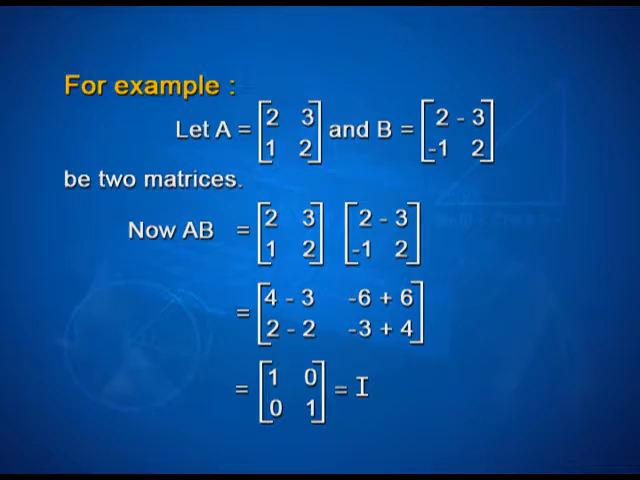 For example :
Let A = [2 3] and B = [2 - 3]
[1 2] [-1 2]
be two matrices.
Now AB = [2 3] [2 - 3]
[1 2] [-1 2]
= [4 - 3 -6 + 6]
[2 - 2 -3 + 4]
= [1 0] = I
[0 1]